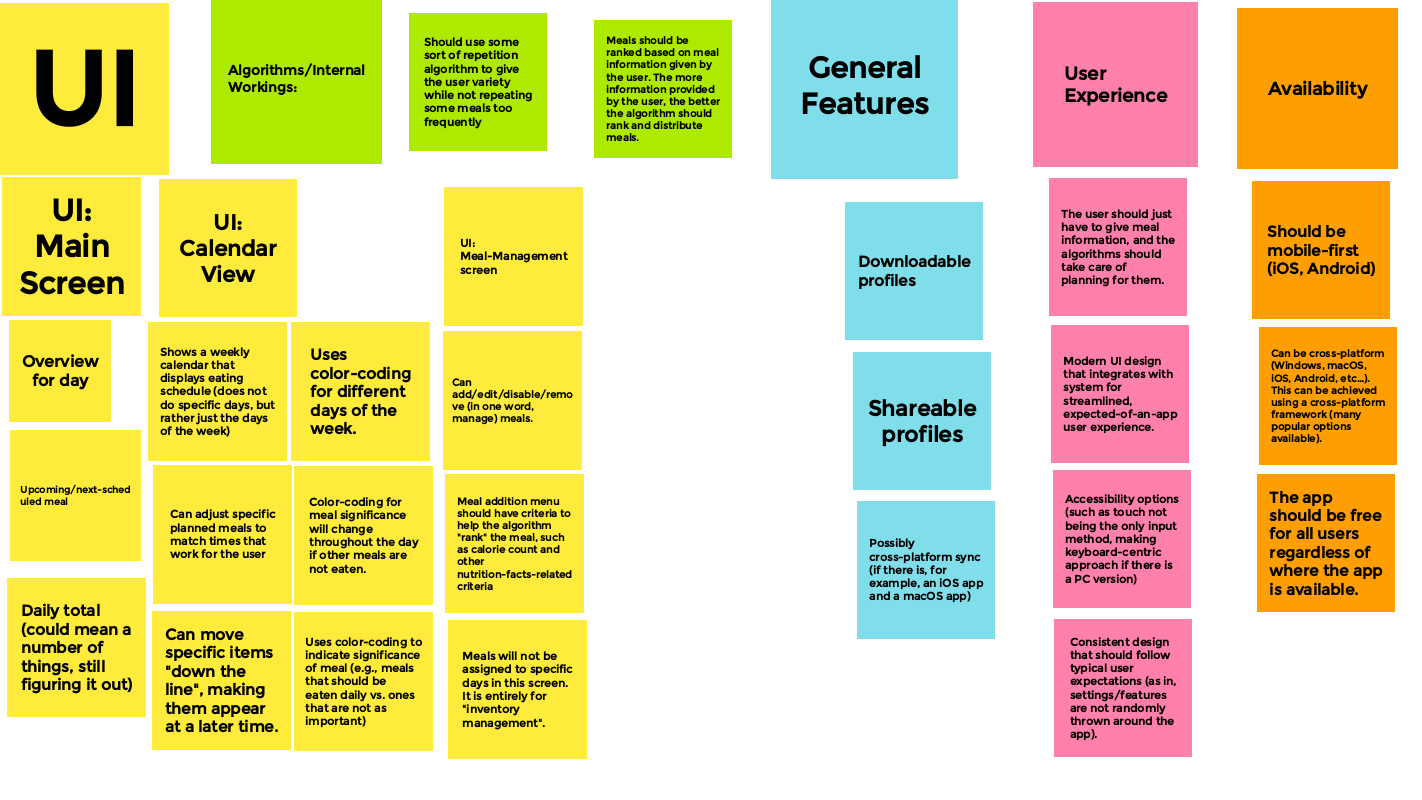 UI
Algorithms/Internal
Workings:
Should use some
sort of repetition
algorithm to give
the user variety
while not repeating
some meals too
frequently
Meals should be
ranked based on meal
information given by
the user. The more
information provided
by the user, the better
the algorithm should
rank and distribute
meals.
General
Features
User
Experience
Availability
UI:
Main
Screen
Overview
for day
Upcoming/next-sched
uled meal
Daily total
(could mean a
number of
things, still
figuring it out)
UI:
Calendar
View
Shows a weekly
calendar that
displays eating
schedule (does not
do specific days, but
rather just the days
of the week)
Uses
color-coding
for different
days of the
week.
Can adjust specific
planned meals to
match times that
work for the user
Color-coding for
meal significance
will change
throughout the day
if other meals are
not eaten.
Can move
specific items
"down the
line", making
them appear
at a later time.
Uses color-coding to
indicate significance
of meal (e.g., meals
that should be
eaten daily vs. ones
that are not as
important)
UI:
Meal-Management
screen
Can
add/edit/disable/remo
ve (in one word,
manage) meals.
Meal addition menu
should have criteria to
help the algorithm
"rank" the meal, such
as calorie count and
other
nutrition-facts-related
criteria
Meals will not be
assigned to specific
days in this screen.
It is entirely for
"inventory
management".
Downloadable
profiles
Shareable
profiles
Possibly
cross-platform sync
(if there is, for
example, an iOS app
and a macOS app)
The user should just
have to give meal
information, and the
algorithms should
take care of
planning for them.
Modern UI design
that integrates with
system for
streamlined,
expected-of-an-app
user experience.
Accessibility options
(such as touch not
being the only input
method, making
keyboard-centric
approach if there is
a PC version)
Consistent design
that should follow
typical user
expectations (as in,
settings/features
are not randomly
thrown around the
app).
Should be
mobile-first
(iOS, Android)
Can be cross-platform
(Windows, macOS,
iOS, Android, etc...).
This can be achieved
using a cross-platform
framework (many
popular options
available).
The app
should be free
for all users
regardless of
where the app
is available.